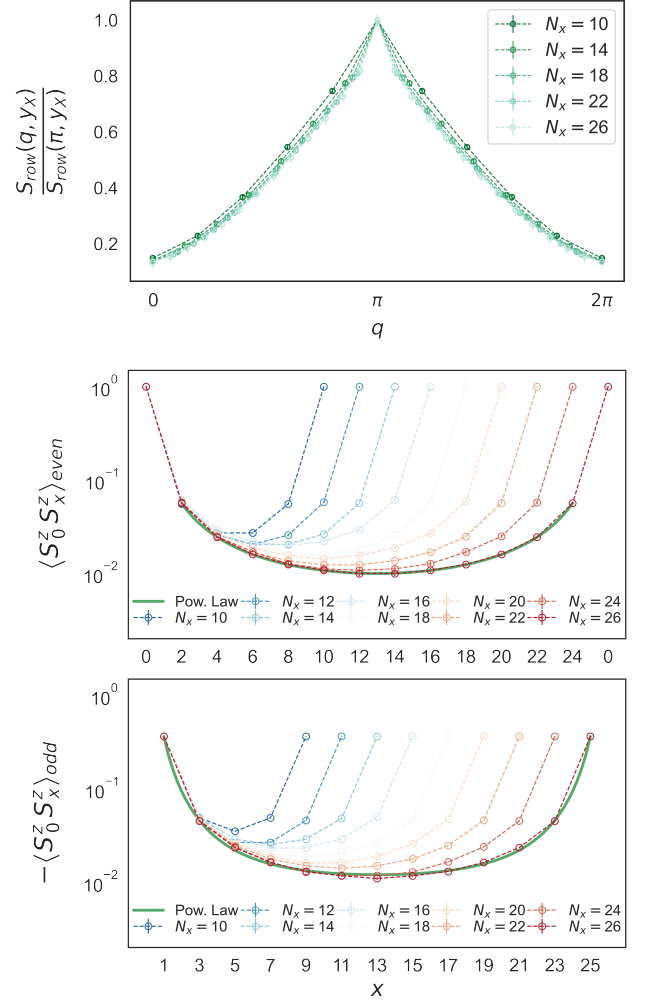 1.0
0.8
0.6
0.4
0.2
S_row(q, y_X)
S_row(π, y_X)
N_x = 10
N_x = 14
N_x = 18
N_x = 22
N_x = 26
0 π 2π
q
10^0
10^-1
10^-2
⟨S_0^z S_x^z⟩_even
Pow. Law N_x = 12 N_x = 16 N_x = 20 N_x = 24
N_x = 10 N_x = 14 N_x = 18 N_x = 22 N_x = 26
0 2 4 6 8 10 12 14 16 18 20 22 24 0
10^0
10^-1
10^-2
−⟨S_0^z S_x^z⟩_odd
Pow. Law N_x = 12 N_x = 16 N_x = 20 N_x = 24
N_x = 10 N_x = 14 N_x = 18 N_x = 22 N_x = 26
1 3 5 7 9 11 13 15 17 19 21 23 25
x